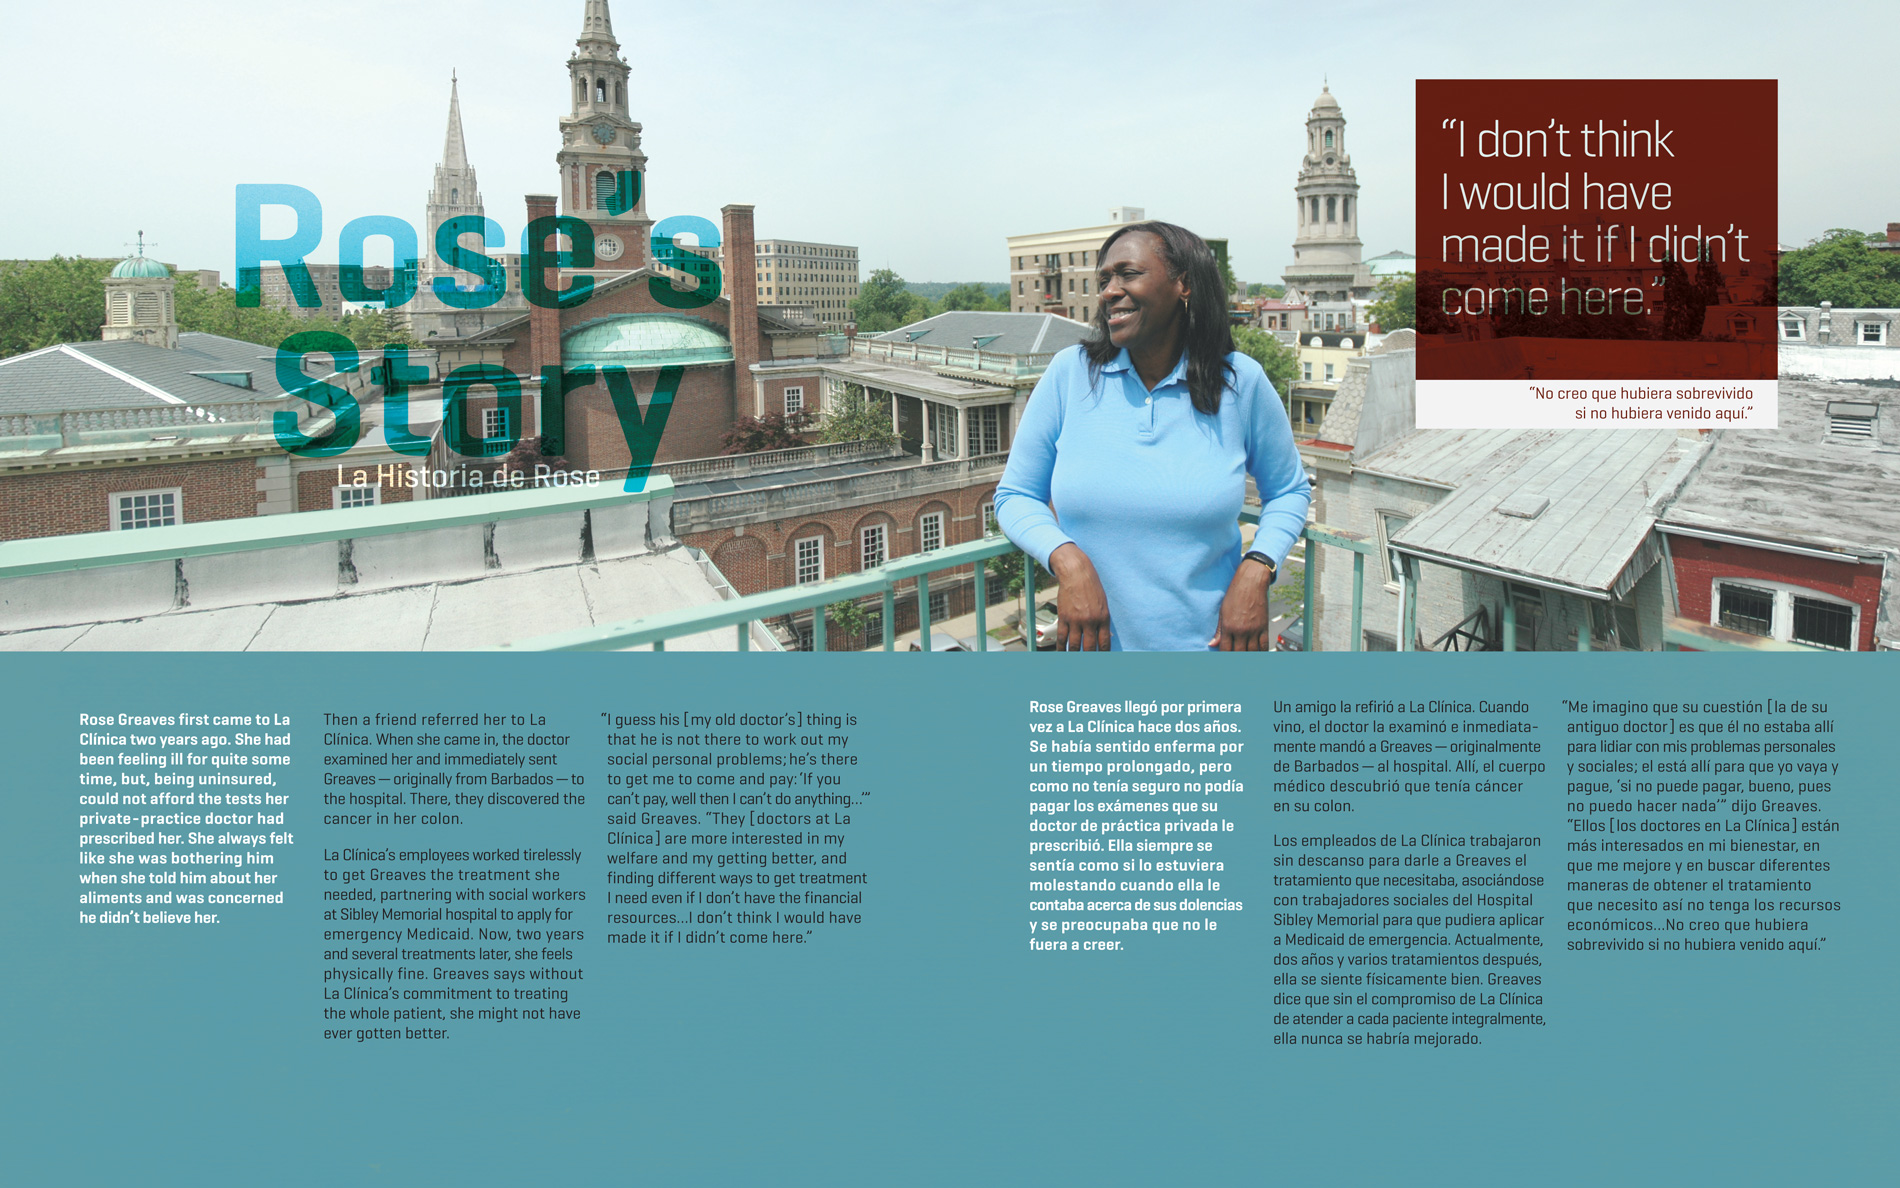 Rose's
Story
La Historia de Rose
“I don’t think
I would have
made it if I didn’t
come here.”
“No creo que hubiera sobrevivido
si no hubiera venido aquí.”
Rose Greaves first came to La
Clínica two years ago. She had
been feeling ill for quite some
time, but, being uninsured,
could not afford the tests her
private-practice doctor had
prescribed her. She always felt
like she was bothering him
when she told him about her
aliments and was concerned
he didn’t believe her.
Then a friend referred her to La
Clínica. When she came in, the doctor
examined her and immediately sent
Greaves — originally from Barbados — to
the hospital. There, they discovered the
cancer in her colon.
La Clínica’s employees worked tirelessly
to get Greaves the treatment she
needed, partnering with social workers
at Sibley Memorial hospital to apply for
emergency Medicaid. Now, two years
and several treatments later, she feels
physically fine. Greaves says without
La Clínica’s commitment to treating
the whole patient, she might not have
ever gotten better.
“I guess his [my old doctor’s] thing is
that he is not there to work out my
social personal problems; he’s there
to get me to come and pay: ‘If you
can’t pay, well then I can’t do anything...’”
said Greaves. “They [doctors at La
Clínica] are more interested in my
welfare and my getting better, and
finding different ways to get treatment
I need even if I don’t have the financial
resources...I don’t think I would have
made it if I didn’t come here.”
Rose Greaves llegó por primera
vez a La Clínica hace dos años.
Se había sentido enferma por
un tiempo prolongado, pero
como no tenía seguro no podía
pagar los exámenes que su
doctor de práctica privada le
prescribió. Ella siempre se
sentía como si lo estuviera
molestando cuando ella le
contaba acerca de sus dolencias
y se preocupaba que no le
fuera a creer.
Un amigo la refirió a La Clínica. Cuando
vino, el doctor la examinó e inmediata-
mente mandó a Greaves — originalmente
de Barbados — al hospital. Allí, el cuerpo
médico descubrió que tenía cáncer
en su colon.
Los empleados de La Clínica trabajaron
sin descanso para darle a Greaves el
tratamiento que necesitaba, asociándose
con trabajadores sociales del Hospital
Sibley Memorial para que pudiera aplicar
a Medicaid de emergencia. Actualmente,
dos años y varios tratamientos después,
ella se siente físicamente bien. Greaves
dice que sin el compromiso de La Clínica
de atender a cada paciente integralmente,
ella nunca se habría mejorado.
“Me imagino que su cuestión [la de su
antiguo doctor] es que él no estaba allí
para lidiar con mis problemas personales
y sociales; el está allí para que yo vaya y
pague, ‘si no puede pagar, bueno, pues
no puedo hacer nada’” dijo Greaves.
“Ellos [los doctores en La Clínica] están
más interesados en mi bienestar, en
que me mejore y en buscar diferentes
maneras de obtener el tratamiento
que necesito así no tenga los recursos
económicos...No creo que hubiera
sobrevivido si no hubiera venido aquí.”